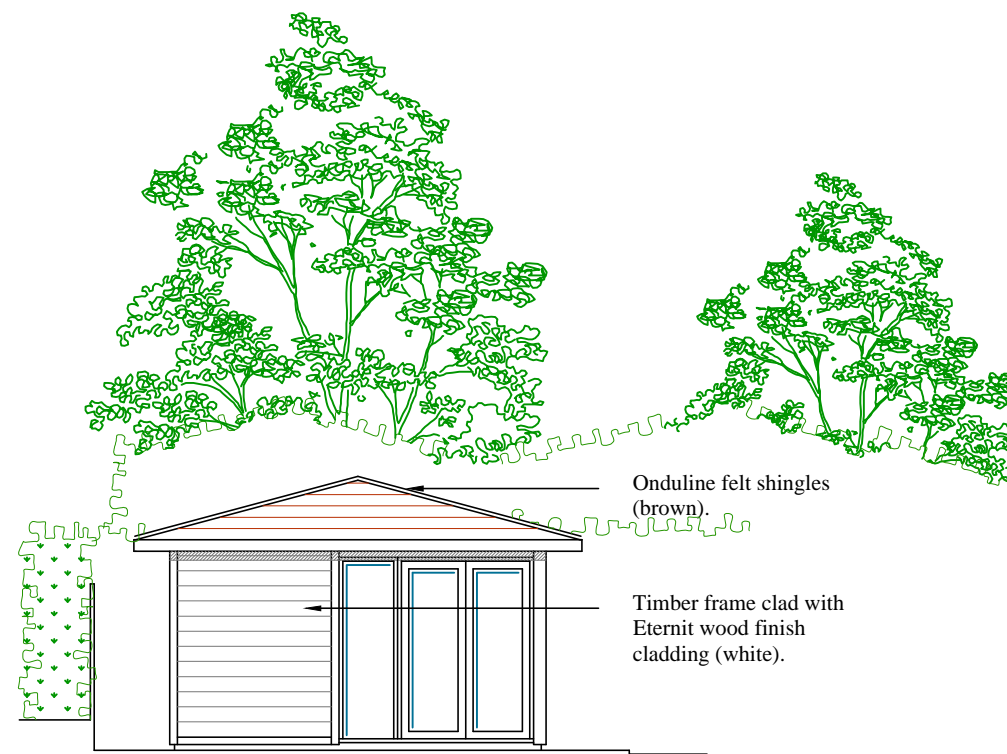 Onduline felt shingles
(brown).
Timber frame clad with
Eternit wood finish
cladding (white).